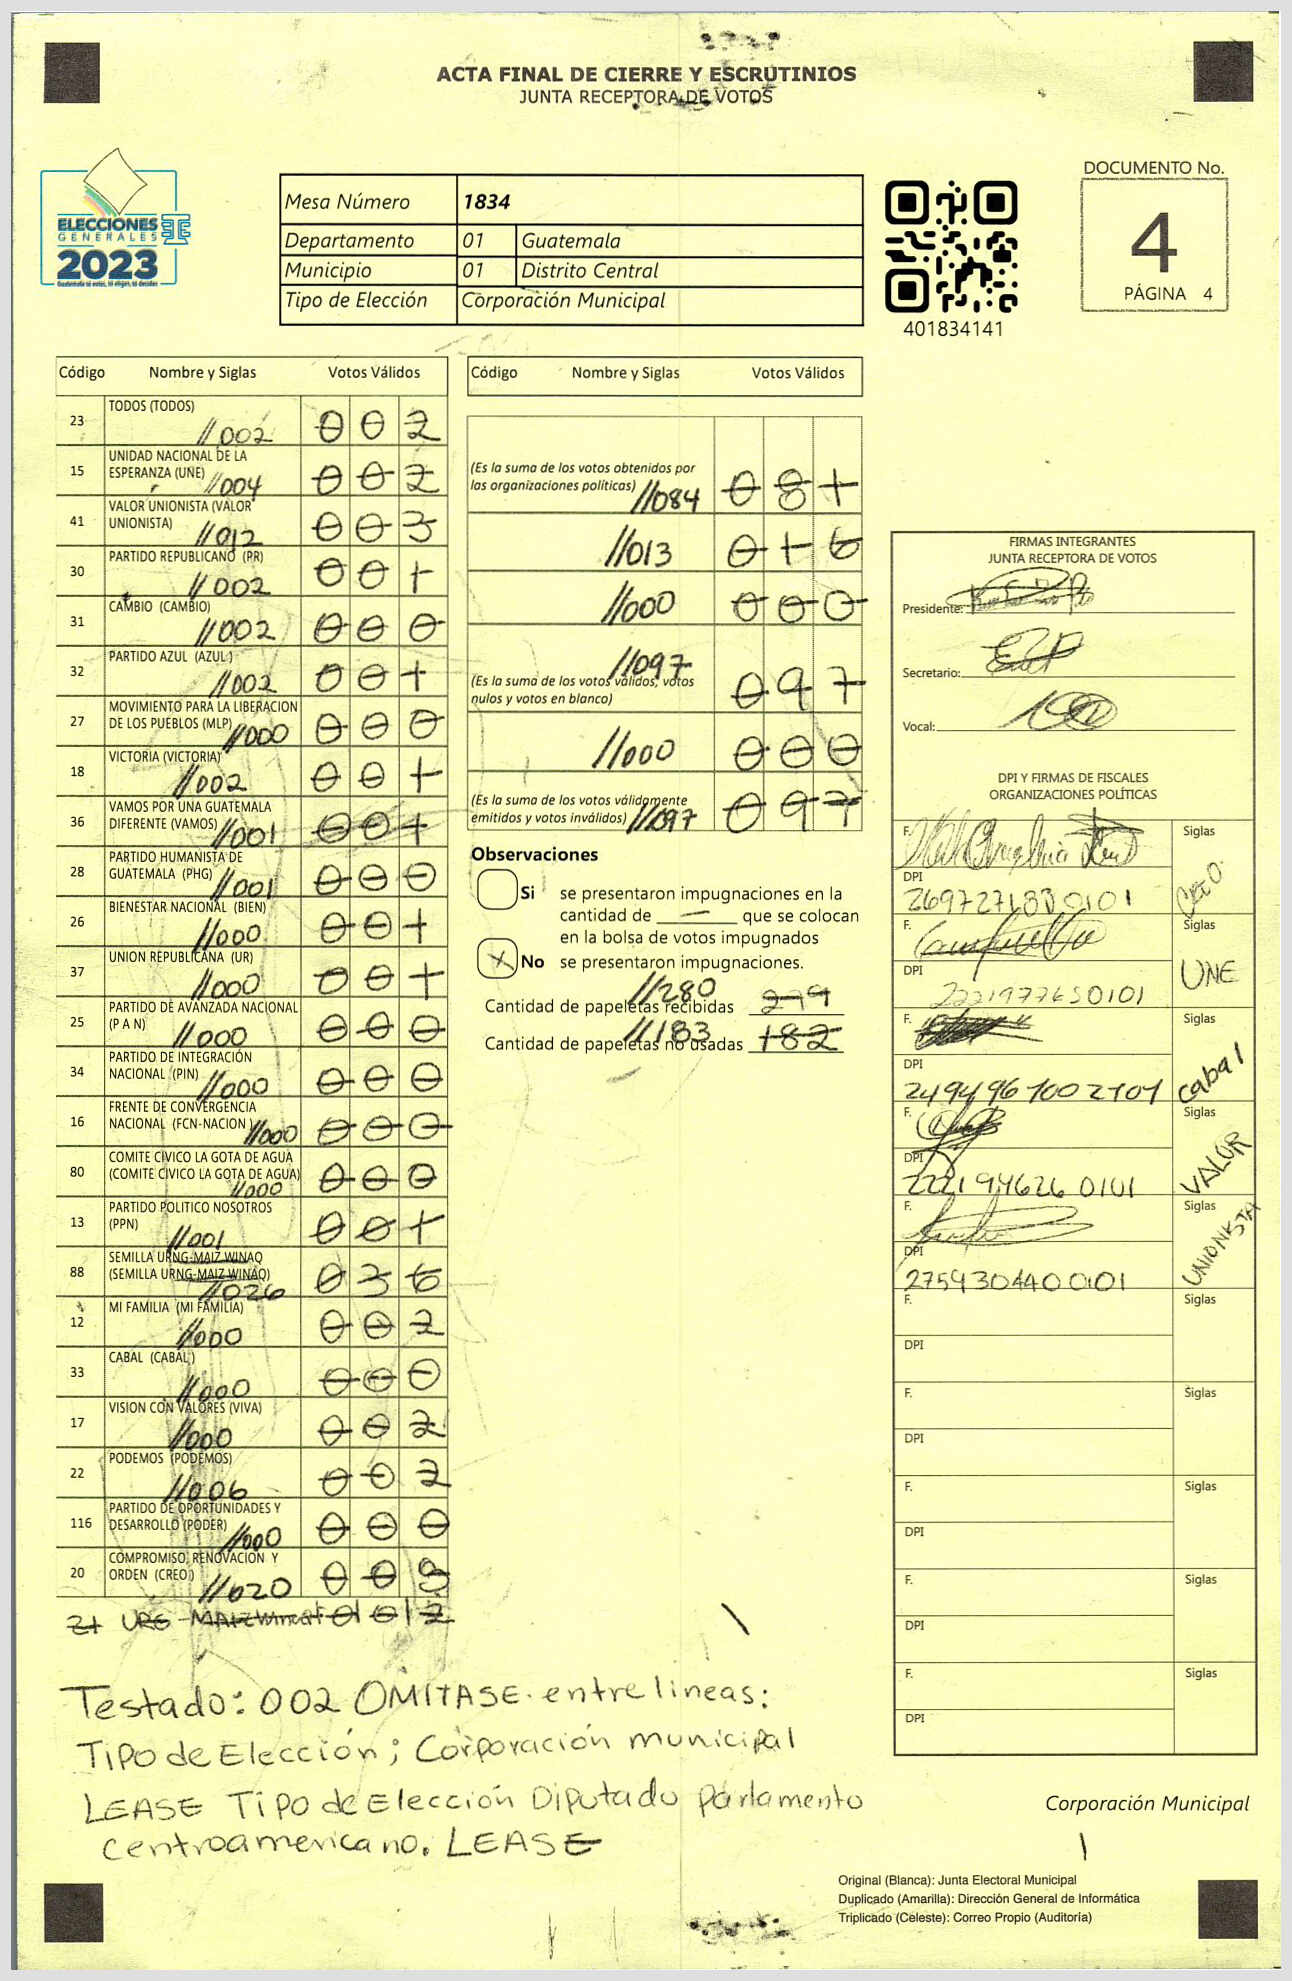 ACTA FINAL DE CIERRE Y ESCRUTINIOS
JUNTA RECEPTORA DE VOTOS
ELECCIONES
GENERALES
2023
Mesa Número 1834
Departamento 01 Guatemala
Municipio 01 Distrito Central
Tipo de Elección Corporación Municipal
401834141
DOCUMENTO No.
4
PÁGINA 4
Código Nombre y Siglas Votos Válidos
23 TODOS (TODOS) //002 0 0 2
15 UNIDAD NACIONAL DE LA
ESPERANZA (UNE) //004 0 0 2
41 VALOR UNIONISTA (VALOR
UNIONISTA) //012 0 0 3
30 PARTIDO REPUBLICANO (PR) //002 0 0 1
31 CAMBIO (CAMBIO) //002 0 0 0
32 PARTIDO AZUL (AZUL) //002 0 0 1
27 MOVIMIENTO PARA LA LIBERACION
DE LOS PUEBLOS (MLP) //000 0 0 0
18 VICTORIA (VICTORIA) //002 0 0 1
36 VAMOS POR UNA GUATEMALA
DIFERENTE (VAMOS) //001 0 0 1
28 PARTIDO HUMANISTA DE
GUATEMALA (PHG) //001 0 0 0
26 BIENESTAR NACIONAL (BIEN) //000 0 0 1
37 UNION REPUBLICANA (UR) //000 0 0 1
25 PARTIDO DE AVANZADA NACIONAL
(P A N) //000 0 0 0
34 PARTIDO DE INTEGRACIÓN
NACIONAL (PIN) //000 0 0 0
16 FRENTE DE CONVERGENCIA
NACIONAL (FCN-NACION) //000 0 0 0
80 COMITE CIVICO LA GOTA DE AGUA
(COMITE CIVICO LA GOTA DE AGUA) //000 0 0 0
13 PARTIDO POLITICO NOSOTROS
(PPN) //001 0 0 1
88 SEMILLA URNG-MAIZ WINAQ
(SEMILLA URNG-MAIZ WINAQ) //026 0 3 6
12 MI FAMILIA (MI FAMILIA) //000 0 0 2
33 CABAL (CABAL) //000 0 0 0
17 VISION CON VALORES (VIVA) //000 0 0 2
22 PODEMOS (PODEMOS) //006 0 0 2
116 PARTIDO DE OPORTUNIDADES Y
DESARROLLO (PODER) //000 0 0 0
20 COMPROMISO, RENOVACION Y
ORDEN (CREO) //020 0 0 9
Código Nombre y Siglas Votos Válidos
(Es la suma de los votos obtenidos por
las organizaciones políticas) //084 0 8 1
//013 0 1 6
//000 0 0 0
//097
(Es la suma de los votos válidos, votos
nulos y votos en blanco) 0 9 7
//000 0 0 0
(Es la suma de los votos válidamente
emitidos y votos inválidos) //097 0 9 7
Observaciones
Si se presentaron impugnaciones en la
cantidad de — que se colocan
en la bolsa de votos impugnados
X No se presentaron impugnaciones.
//280
Cantidad de papeletas recibidas 279
//183
Cantidad de papeletas no usadas 182
FIRMAS INTEGRANTES
JUNTA RECEPTORA DE VOTOS
Presidente:
Secretario:
Vocal:
DPI Y FIRMAS DE FISCALES
ORGANIZACIONES POLÍTICAS
F. Siglas
DPI CREO
F. Siglas
DPI UNE
2221977650101
F. Siglas
DPI Cabal
2494967002101
F. Siglas
DPI VALOR
2221946260101
F. Siglas
DPI UNIONISTA
2759304400101
F. Siglas
DPI
F. Siglas
DPI
F. Siglas
DPI
F. Siglas
DPI
F. Siglas
DPI
Testado: 002 OMITASE. entre lineas:
Tipo de Elección; Corporación municipal
LEASE Tipo de Elección Diputado parlamento
centroamericano. LEASE
Corporación Municipal
1
Original (Blanca): Junta Electoral Municipal
Duplicado (Amarilla): Dirección General de Informática
Triplicado (Celeste): Correo Propio (Auditoría)